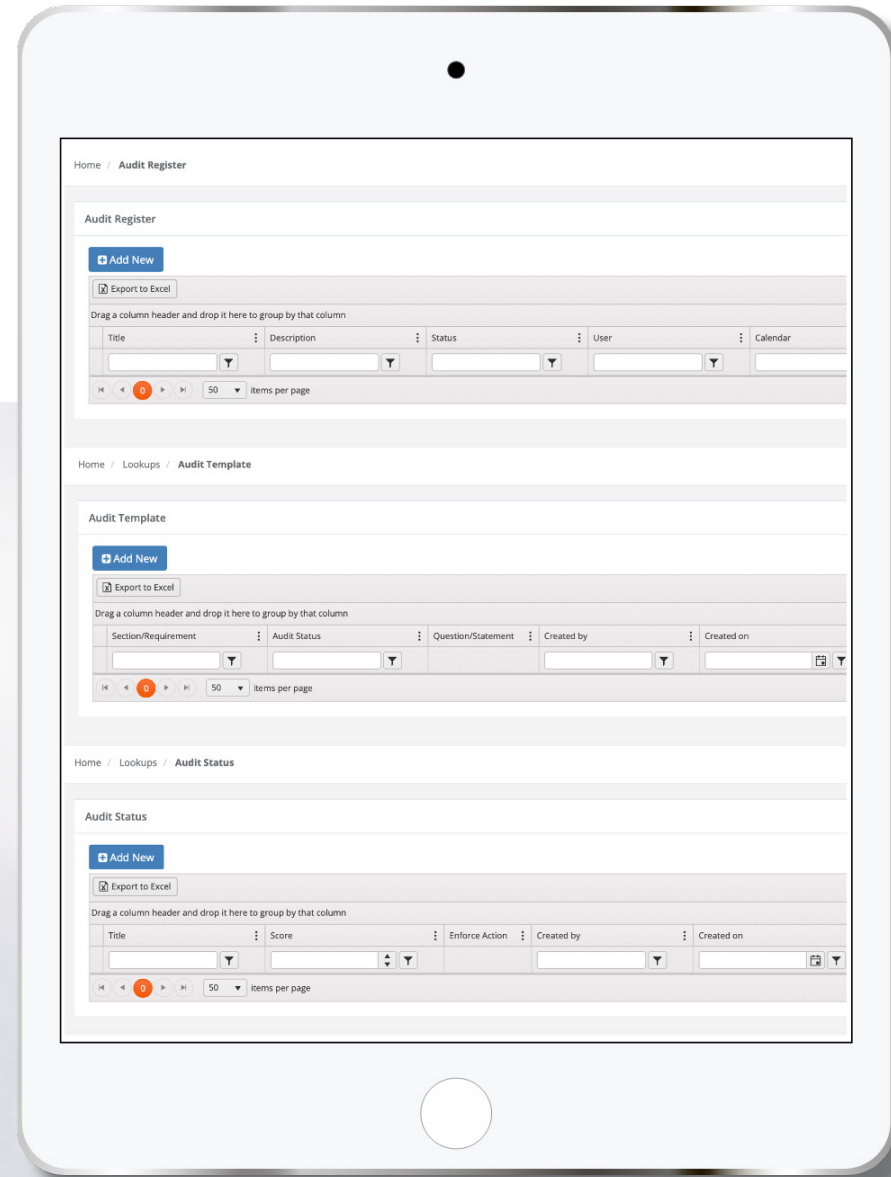 Home / Audit Register
Audit Register
Add New
Export to Excel
Drag a column header and drop it here to group by that column
Title Description Status User Calendar
0 50 items per page
Home / Lookups / Audit Template
Audit Template
Add New
Export to Excel
Drag a column header and drop it here to group by that column
Section/Requirement Audit Status Question/Statement Created by Created on
0 50 items per page
Home / Lookups / Audit Status
Audit Status
Add New
Export to Excel
Drag a column header and drop it here to group by that column
Title Score Enforce Action Created by Created on
0 50 items per page